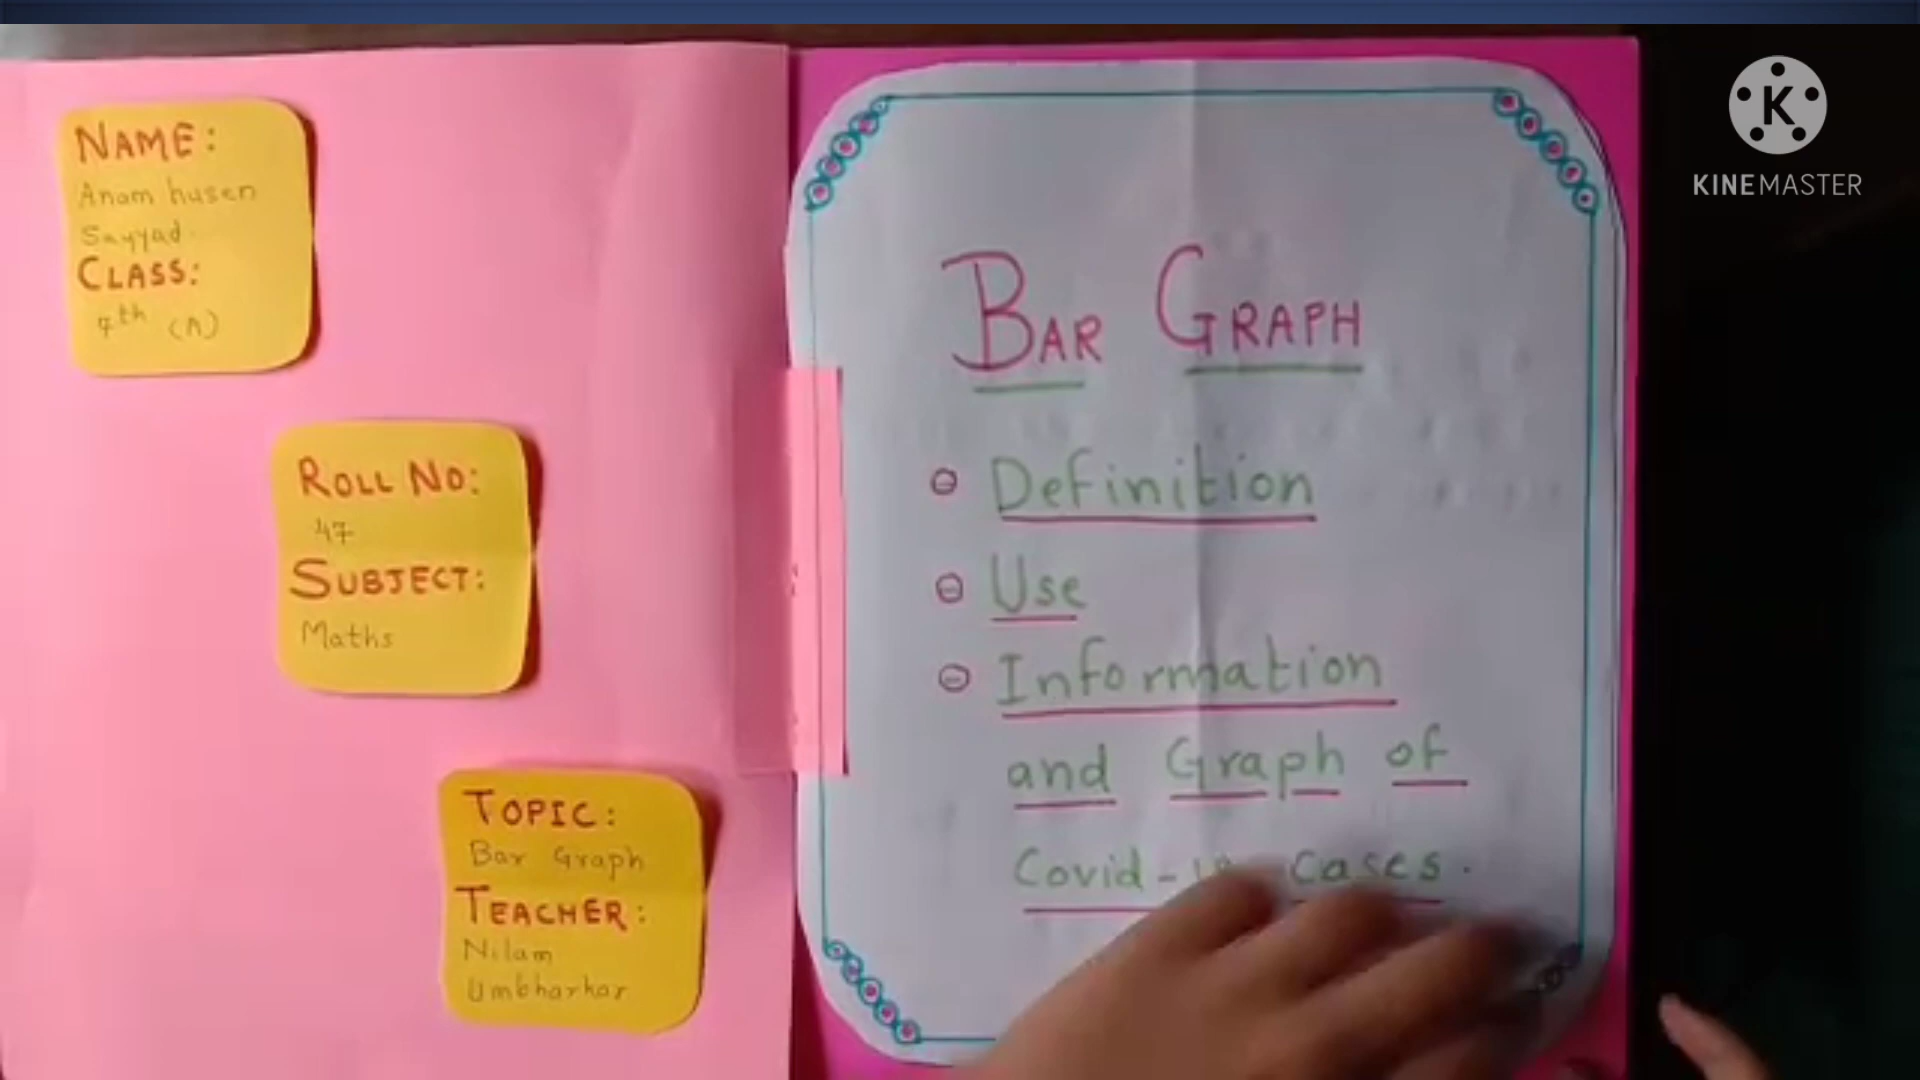 NAME:
Anam husen
Sayyad.
CLASS:
7th (A)
ROLL NO:
47
SUBJECT:
Maths
TOPIC:
Bar Graph
TEACHER:
Nilam
Umbharkar
BAR GRAPH
Definition
Use
Information
and Graph of
Covid - cases.
KINEMASTER